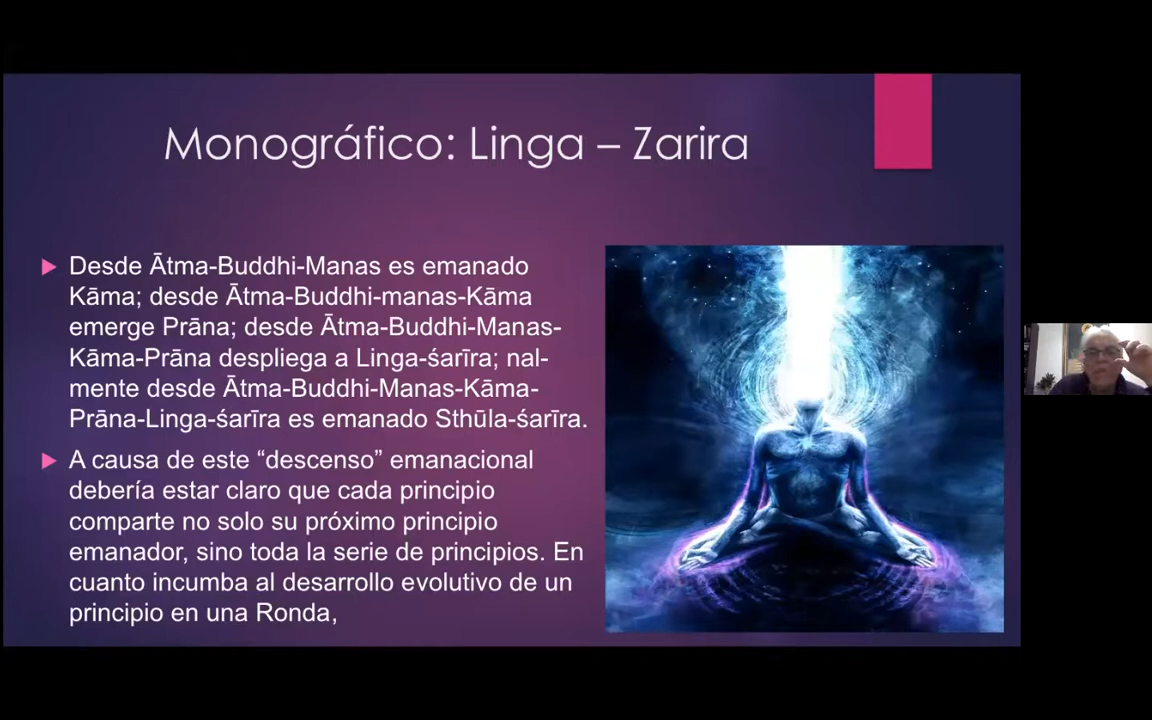 Monográfico: Linga – Zarira
Desde Ātma-Buddhi-Manas es emanado
Kāma; desde Ātma-Buddhi-manas-Kāma
emerge Prāna; desde Ātma-Buddhi-Manas-
Kāma-Prāna despliega a Linga-śarīra; nal-
mente desde Ātma-Buddhi-Manas-Kāma-
Prāna-Linga-śarīra es emanado Sthūla-śarīra.
A causa de este “descenso” emanacional
debería estar claro que cada principio
comparte no solo su próximo principio
emanador, sino toda la serie de principios. En
cuanto incumba al desarrollo evolutivo de un
principio en una Ronda,